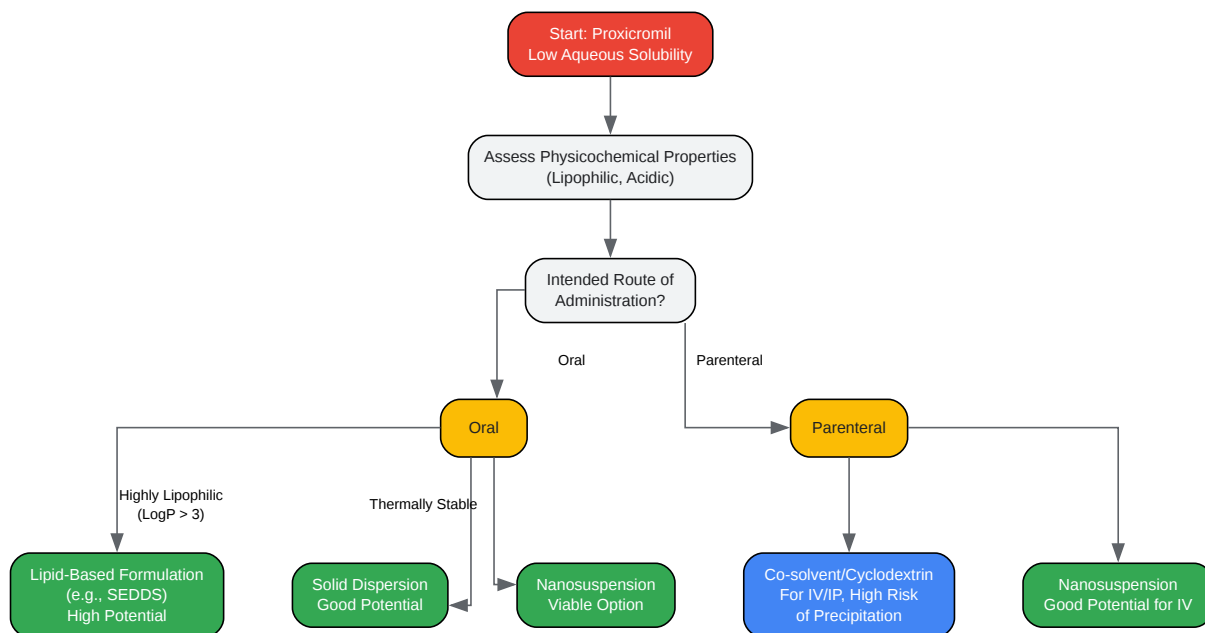 Start: Proxicromil
Low Aqueous Solubility
Assess Physicochemical Properties
(Lipophilic, Acidic)
Intended Route of
Administration?
Oral
Parenteral
Oral
Parenteral
Highly Lipophilic
(LogP > 3)
Thermally Stable
Lipid-Based Formulation
(e.g., SEDDS)
High Potential
Solid Dispersion
Good Potential
Nanosuspension
Viable Option
Co-solvent/Cyclodextrin
For IV/IP, High Risk
of Precipitation
Nanosuspension
Good Potential for IV